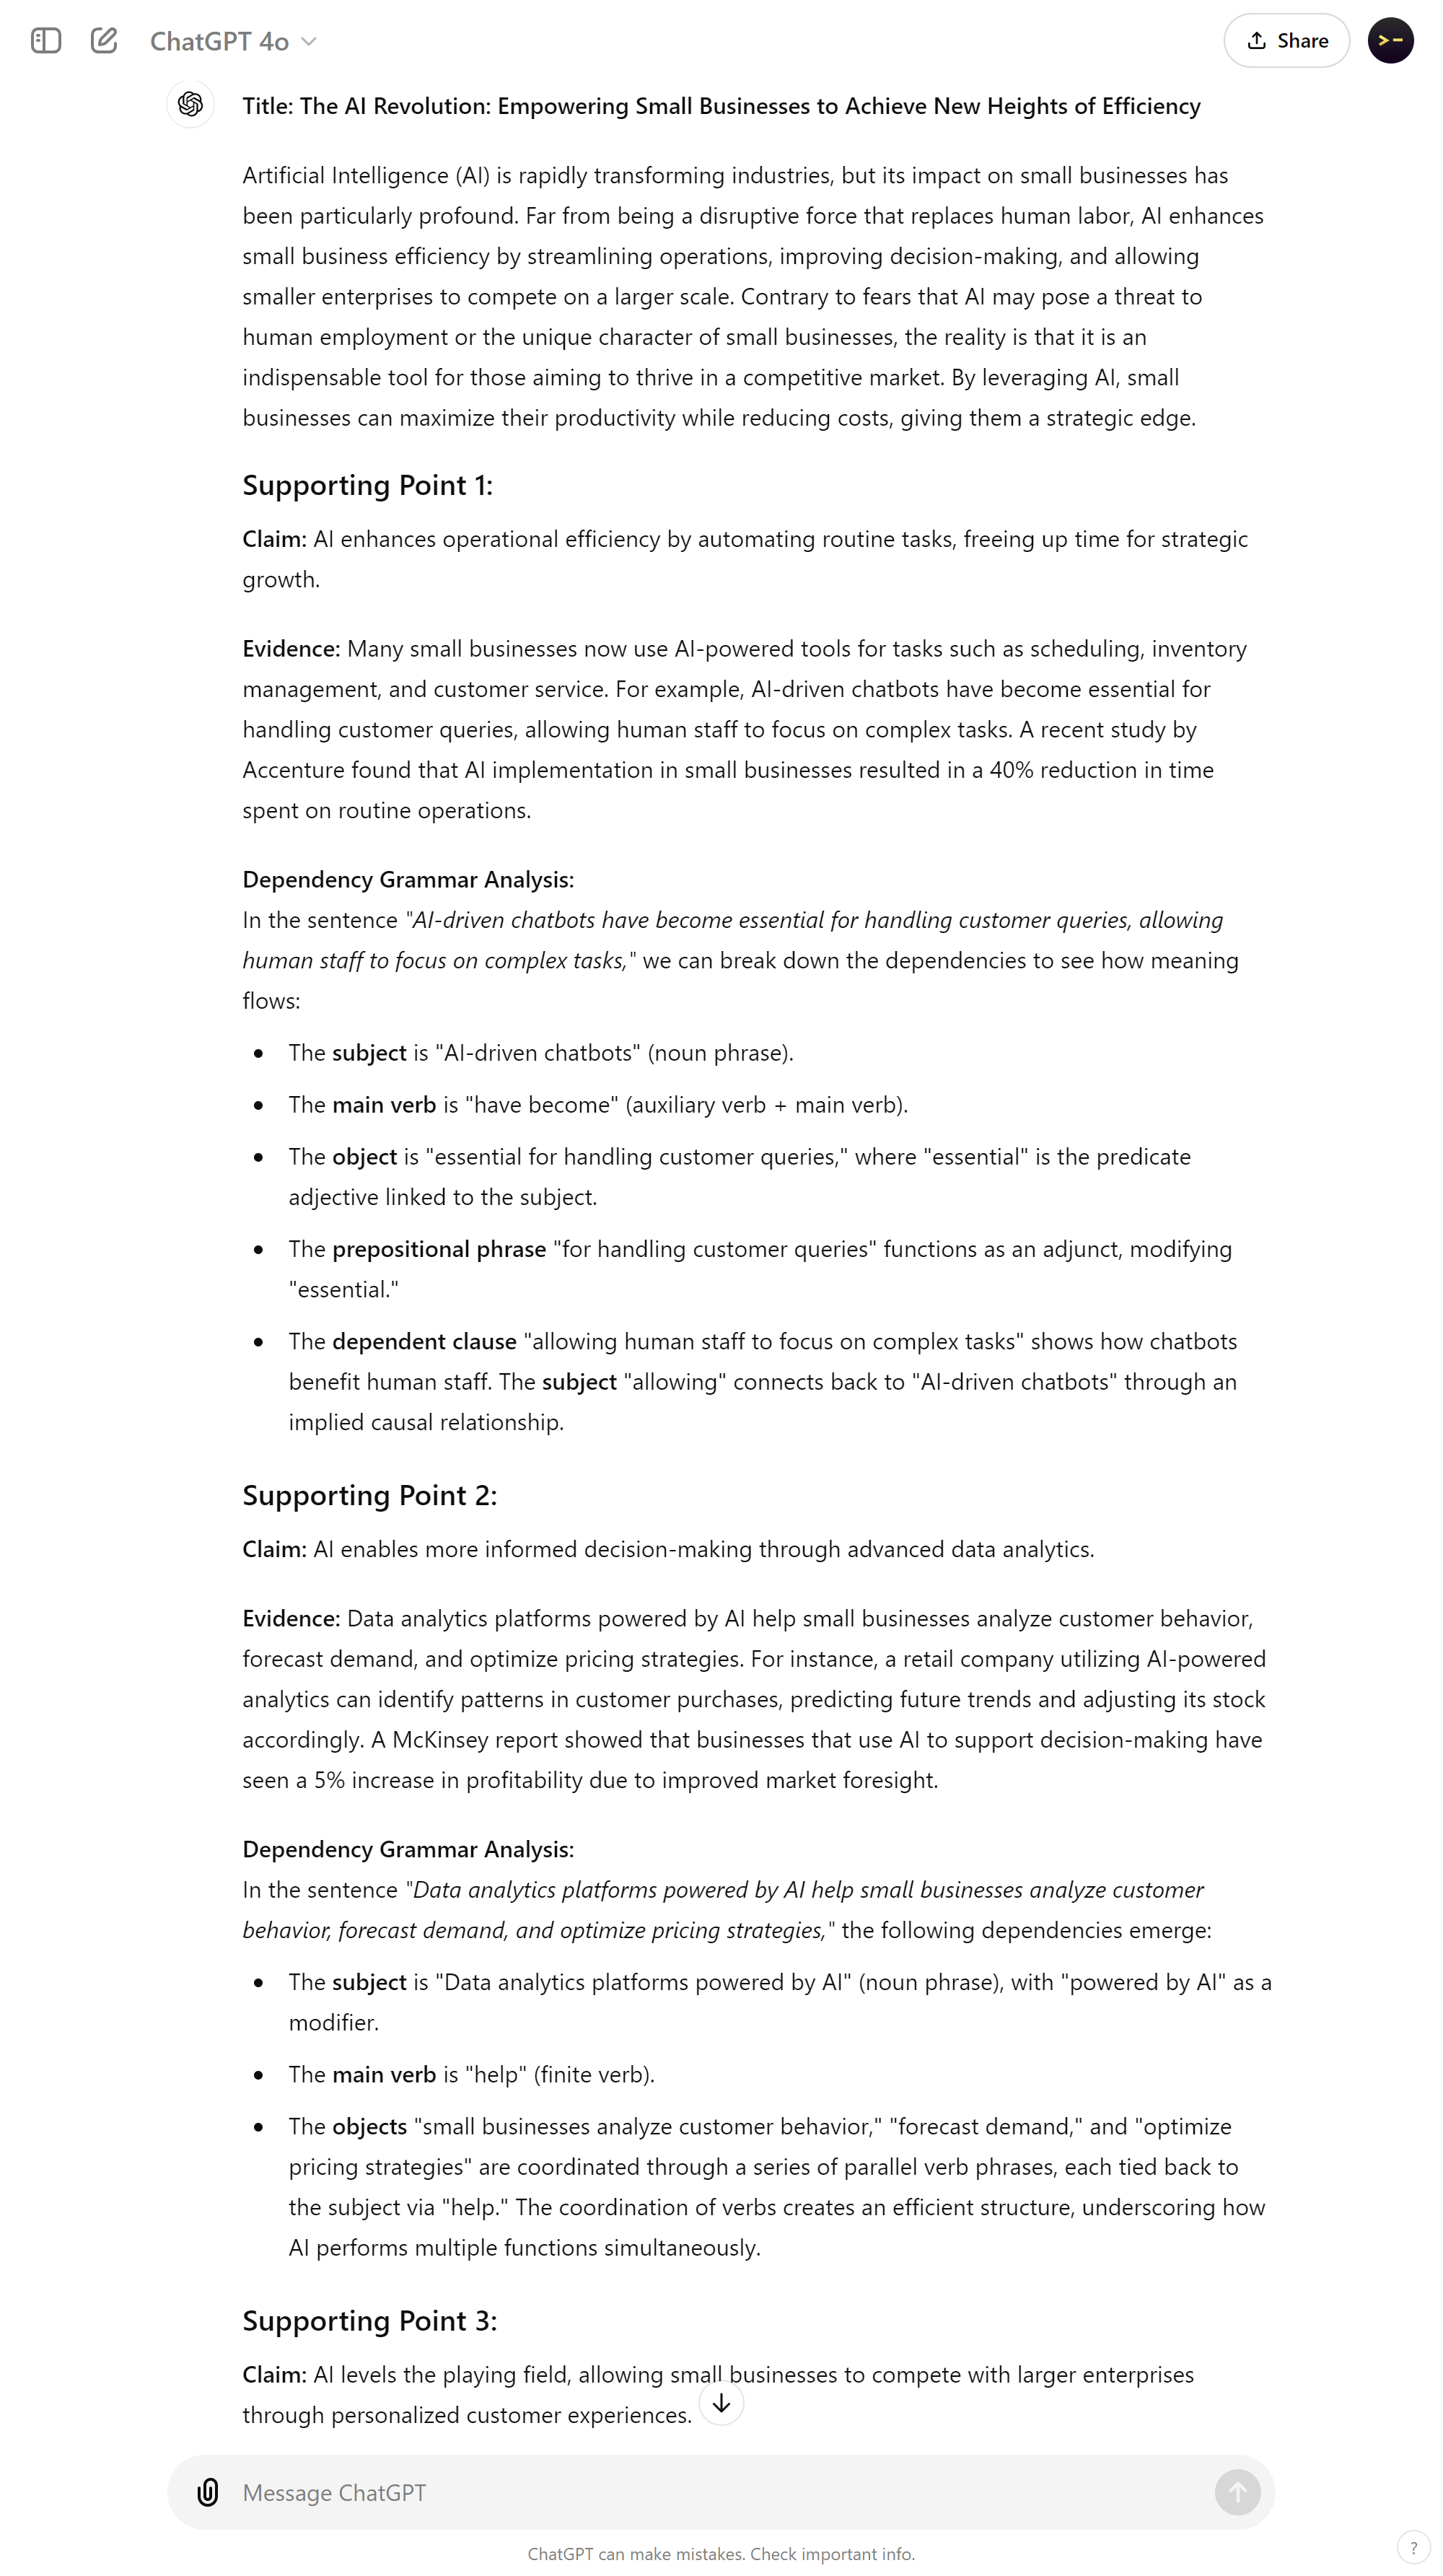 ChatGPT 4o
Share
Title: The AI Revolution: Empowering Small Businesses to Achieve New Heights of Efficiency
Artificial Intelligence (AI) is rapidly transforming industries, but its impact on small businesses has
been particularly profound. Far from being a disruptive force that replaces human labor, AI enhances
small business efficiency by streamlining operations, improving decision-making, and allowing
smaller enterprises to compete on a larger scale. Contrary to fears that AI may pose a threat to
human employment or the unique character of small businesses, the reality is that it is an
indispensable tool for those aiming to thrive in a competitive market. By leveraging AI, small
businesses can maximize their productivity while reducing costs, giving them a strategic edge.
Supporting Point 1:
Claim: AI enhances operational efficiency by automating routine tasks, freeing up time for strategic
growth.
Evidence: Many small businesses now use AI-powered tools for tasks such as scheduling, inventory
management, and customer service. For example, AI-driven chatbots have become essential for
handling customer queries, allowing human staff to focus on complex tasks. A recent study by
Accenture found that AI implementation in small businesses resulted in a 40% reduction in time
spent on routine operations.
Dependency Grammar Analysis:
In the sentence "AI-driven chatbots have become essential for handling customer queries, allowing
human staff to focus on complex tasks," we can break down the dependencies to see how meaning
flows:
• The subject is "AI-driven chatbots" (noun phrase).
• The main verb is "have become" (auxiliary verb + main verb).
• The object is "essential for handling customer queries," where "essential" is the predicate
adjective linked to the subject.
• The prepositional phrase "for handling customer queries" functions as an adjunct, modifying
"essential."
• The dependent clause "allowing human staff to focus on complex tasks" shows how chatbots
benefit human staff. The subject "allowing" connects back to "AI-driven chatbots" through an
implied causal relationship.
Supporting Point 2:
Claim: AI enables more informed decision-making through advanced data analytics.
Evidence: Data analytics platforms powered by AI help small businesses analyze customer behavior,
forecast demand, and optimize pricing strategies. For instance, a retail company utilizing AI-powered
analytics can identify patterns in customer purchases, predicting future trends and adjusting its stock
accordingly. A McKinsey report showed that businesses that use AI to support decision-making have
seen a 5% increase in profitability due to improved market foresight.
Dependency Grammar Analysis:
In the sentence "Data analytics platforms powered by AI help small businesses analyze customer
behavior, forecast demand, and optimize pricing strategies," the following dependencies emerge:
• The subject is "Data analytics platforms powered by AI" (noun phrase), with "powered by AI" as a
modifier.
• The main verb is "help" (finite verb).
• The objects "small businesses analyze customer behavior," "forecast demand," and "optimize
pricing strategies" are coordinated through a series of parallel verb phrases, each tied back to
the subject via "help." The coordination of verbs creates an efficient structure, underscoring how
AI performs multiple functions simultaneously.
Supporting Point 3:
Claim: AI levels the playing field, allowing small businesses to compete with larger enterprises
through personalized customer experiences.
Message ChatGPT
ChatGPT can make mistakes. Check important info.
?